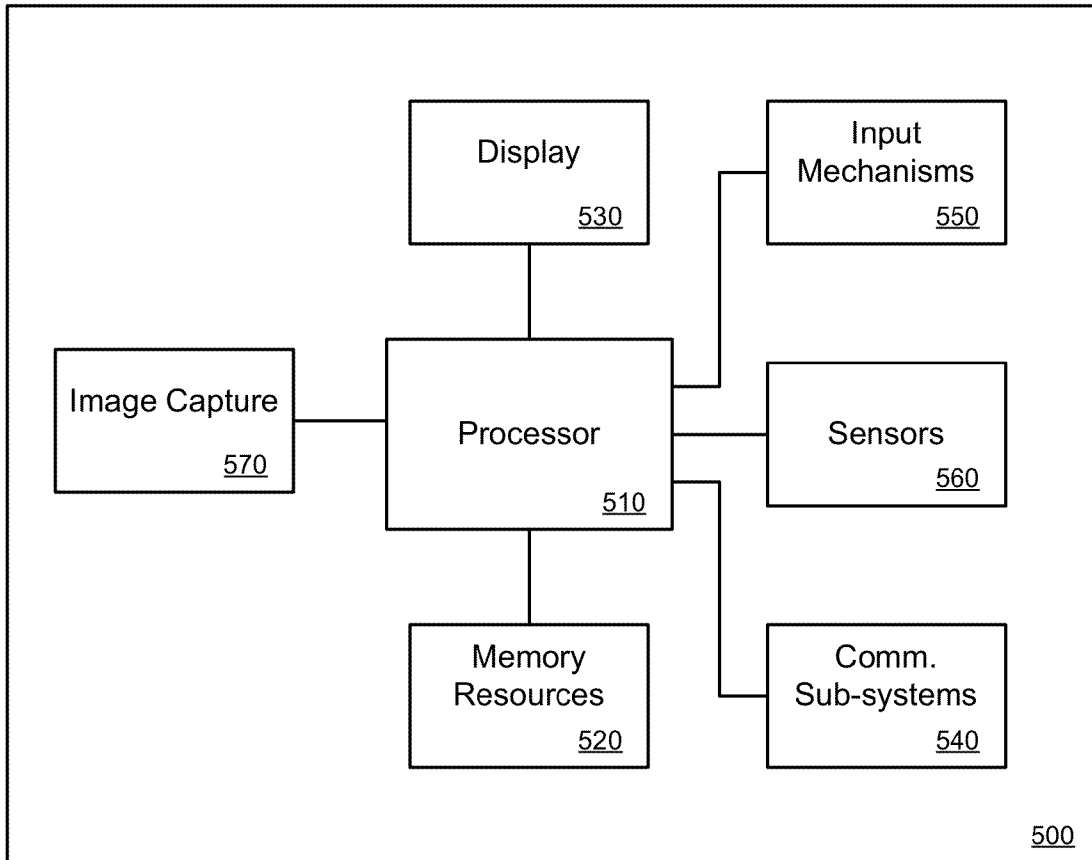 Display
530
Input
Mechanisms
550
Image Capture
570
Processor
510
Sensors
560
Memory
Resources
520
Comm.
Sub-systems
540
500